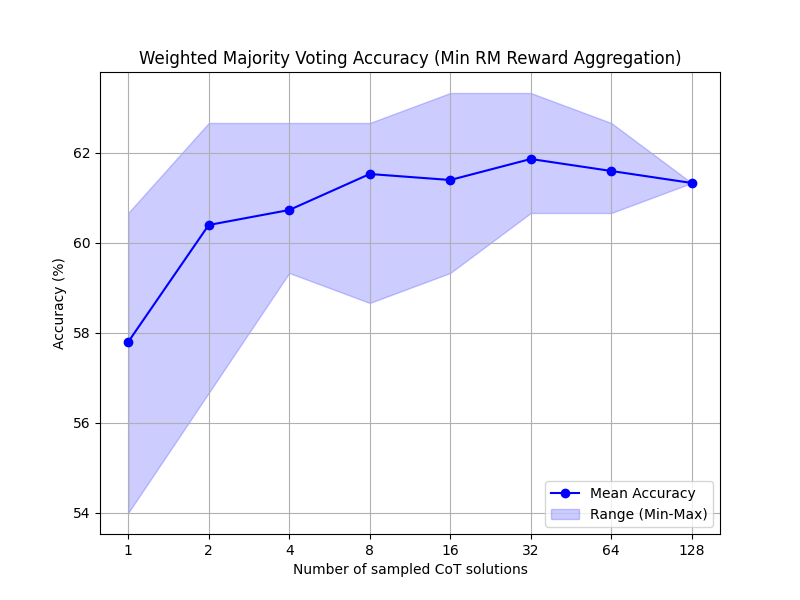 Weighted Majority Voting Accuracy (Min RM Reward Aggregation)
Accuracy (%)
62
60
58
56
54
Mean Accuracy
Range (Min-Max)
1 2 4 8 16 32 64 128
Number of sampled CoT solutions